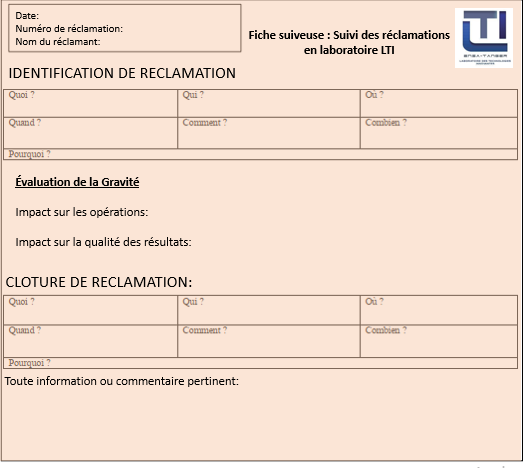 Date:
Numéro de réclamation:
Nom du réclamant:
Fiche suiveuse : Suivi des réclamations
en laboratoire LTI
LTI
ENSA-TANGER
LABORATOIRE DES TECHNOLOGIES
IDENTIFICATION DE RECLAMATION
Quoi ? Qui ? Où ?
Quand ? Comment ? Combien ?
Pourquoi ?
Évaluation de la Gravité
Impact sur les opérations:
Impact sur la qualité des résultats:
CLOTURE DE RECLAMATION:
Quoi ? Qui ? Où ?
Quand ? Comment ? Combien ?
Pourquoi ?
Toute information ou commentaire pertinent: